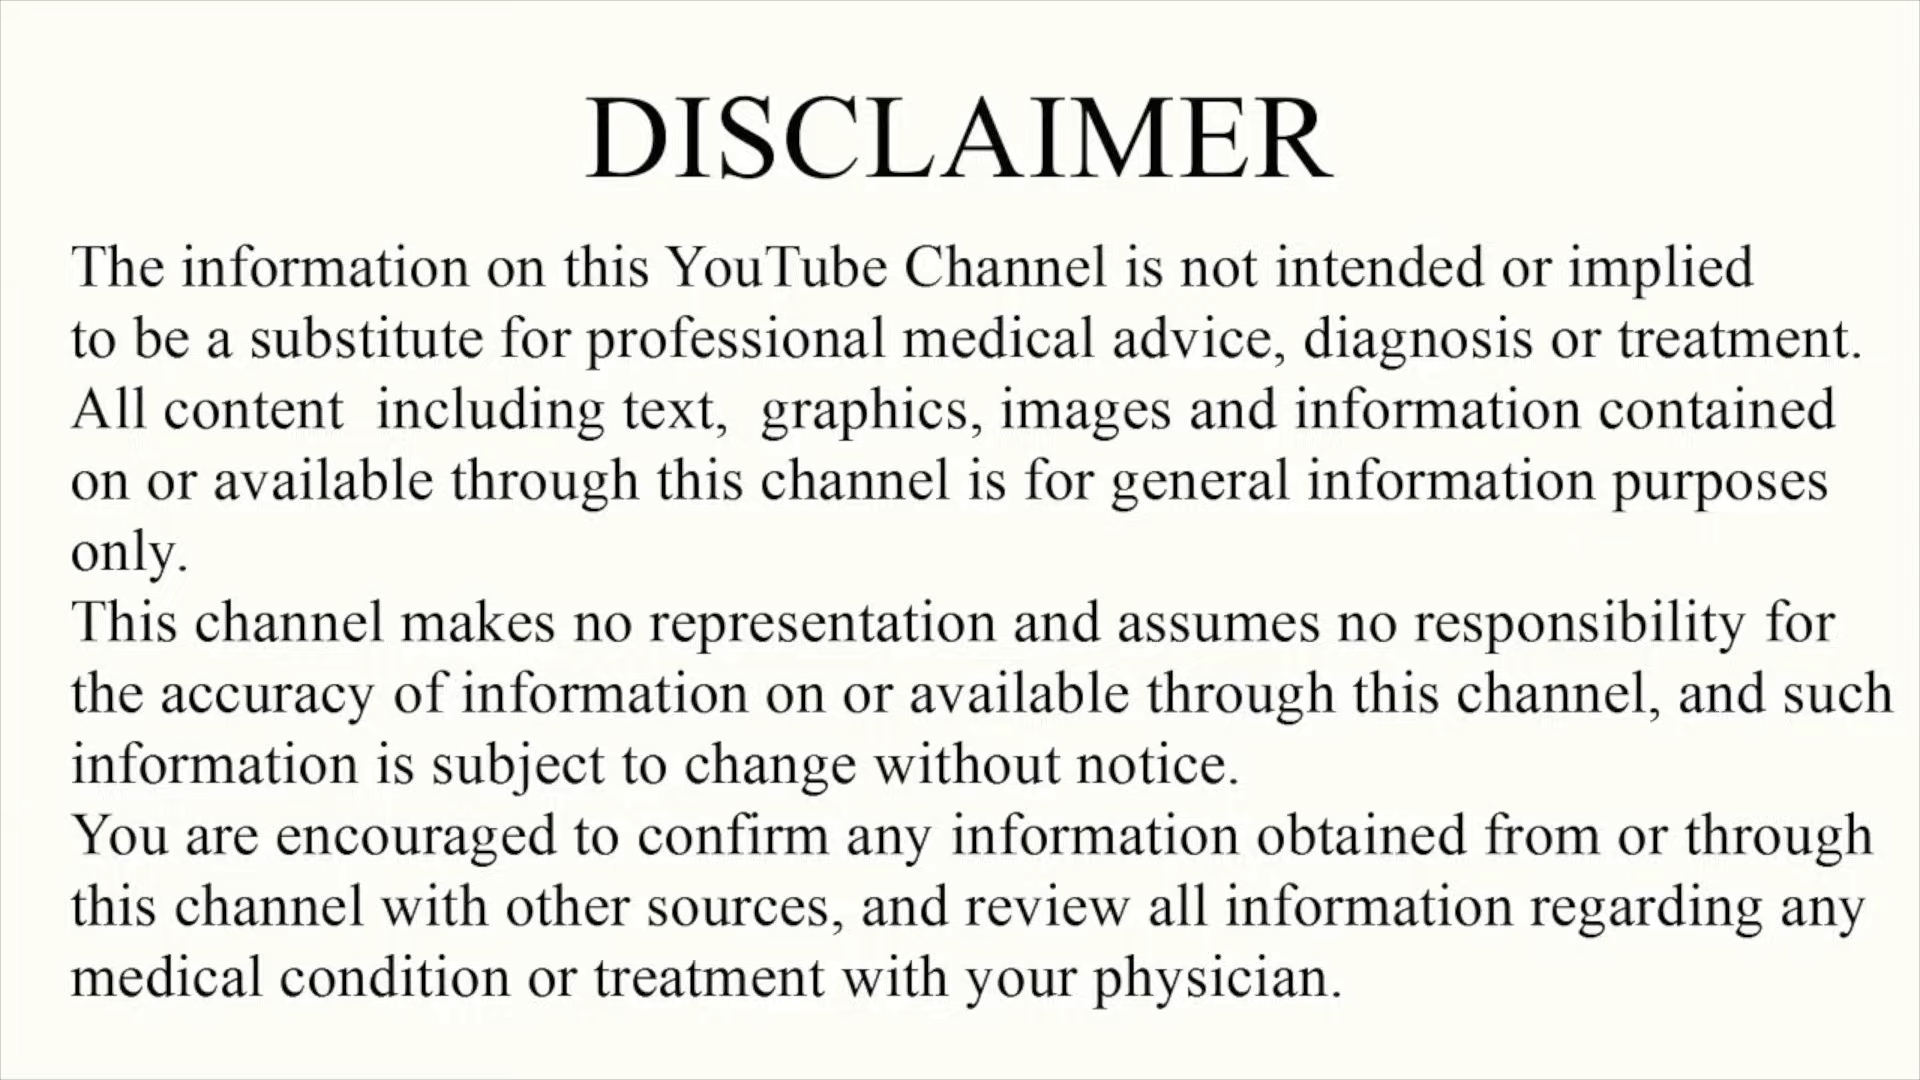 DISCLAIMER
The information on this YouTube Channel is not intended or implied
to be a substitute for professional medical advice, diagnosis or treatment.
All content  including text,  graphics, images and information contained
on or available through this channel is for general information purposes
only.
This channel makes no representation and assumes no responsibility for
the accuracy of information on or available through this channel, and such
information is subject to change without notice.
You are encouraged to confirm any information obtained from or through
this channel with other sources, and review all information regarding any
medical condition or treatment with your physician.